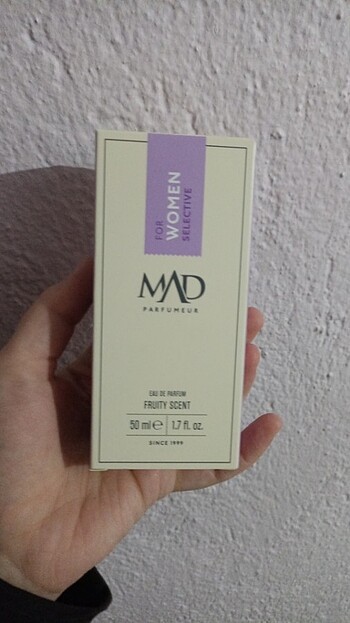 FOR
WOMEN
SELECTIVE
MAD
PARFUMEUR
EAU DE PARFUM
FRUITY SCENT
50 ml ℮ 1.7 fl. oz.
SINCE 1999